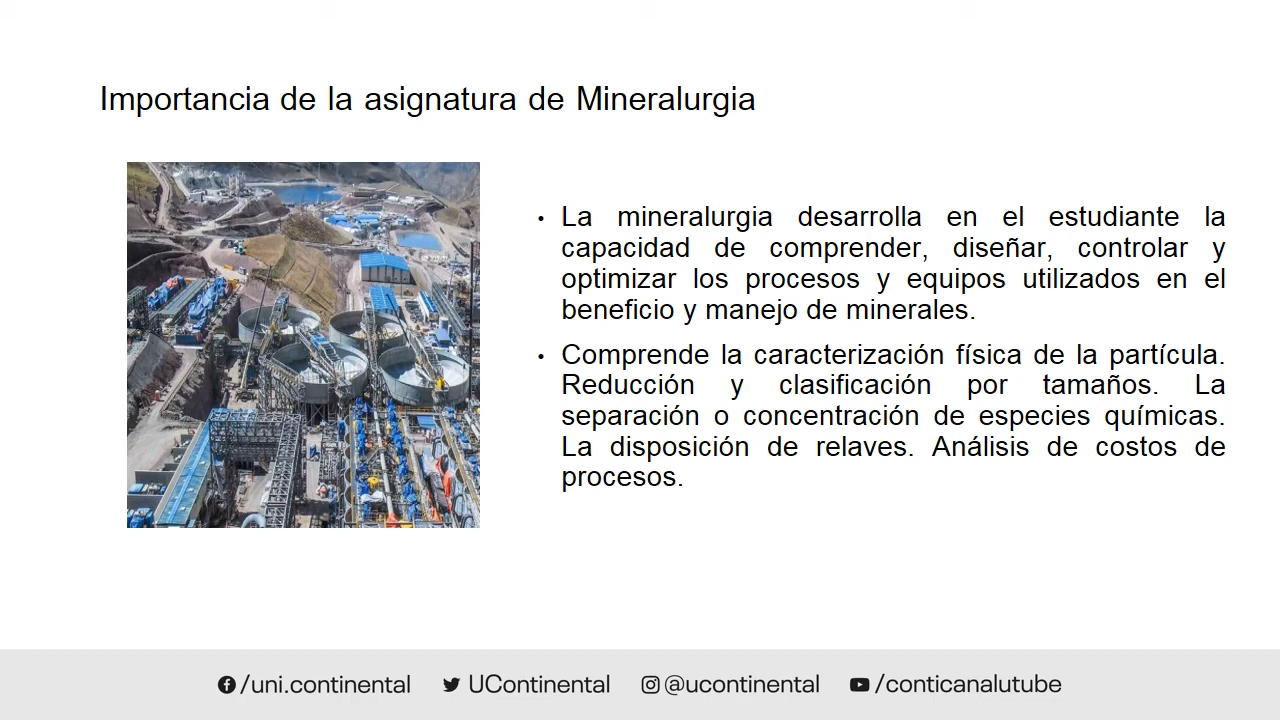 Importancia de la asignatura de Mineralurgia
• La mineralurgia desarrolla en el estudiante la
capacidad de comprender, diseñar, controlar y
optimizar los procesos y equipos utilizados en el
beneficio y manejo de minerales.
• Comprende la caracterización física de la partícula.
Reducción y clasificación por tamaños. La
separación o concentración de especies químicas.
La disposición de relaves. Análisis de costos de
procesos.
/uni.continental UContinental @ucontinental /conticanalutube